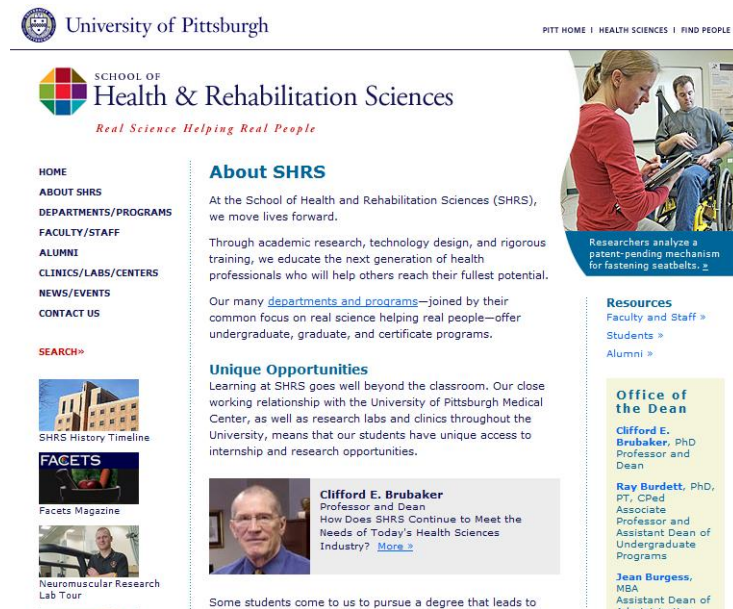 University of Pittsburgh
PITT HOME | HEALTH SCIENCES | FIND PEOPLE
SCHOOL OF
Health & Rehabilitation Sciences
Real Science Helping Real People
HOME
ABOUT SHRS
DEPARTMENTS/PROGRAMS
FACULTY/STAFF
ALUMNI
CLINICS/LABS/CENTERS
NEWS/EVENTS
CONTACT US
SEARCH»
SHRS History Timeline
FACETS
Facets Magazine
Neuromuscular Research
Lab Tour
About SHRS
At the School of Health and Rehabilitation Sciences (SHRS),
we move lives forward.
Through academic research, technology design, and rigorous
training, we educate the next generation of health
professionals who will help others reach their fullest potential.
Our many departments and programs—joined by their
common focus on real science helping real people—offer
undergraduate, graduate, and certificate programs.
Unique Opportunities
Learning at SHRS goes well beyond the classroom. Our close
working relationship with the University of Pittsburgh Medical
Center, as well as research labs and clinics throughout the
University, means that our students have unique access to
internship and research opportunities.
Clifford E. Brubaker
Professor and Dean
How Does SHRS Continue to Meet the
Needs of Today's Health Sciences
Industry? More »
Some students come to us to pursue a degree that leads to
Researchers analyze a
patent-pending mechanism
for fastening seatbelts. »
Resources
Faculty and Staff »
Students »
Alumni »
Office of
the Dean
Clifford E.
Brubaker, PhD
Professor and
Dean
Ray Burdett, PhD,
PT, CPed
Associate
Professor and
Assistant Dean of
Undergraduate
Programs
Jean Burgess,
MBA
Assistant Dean of